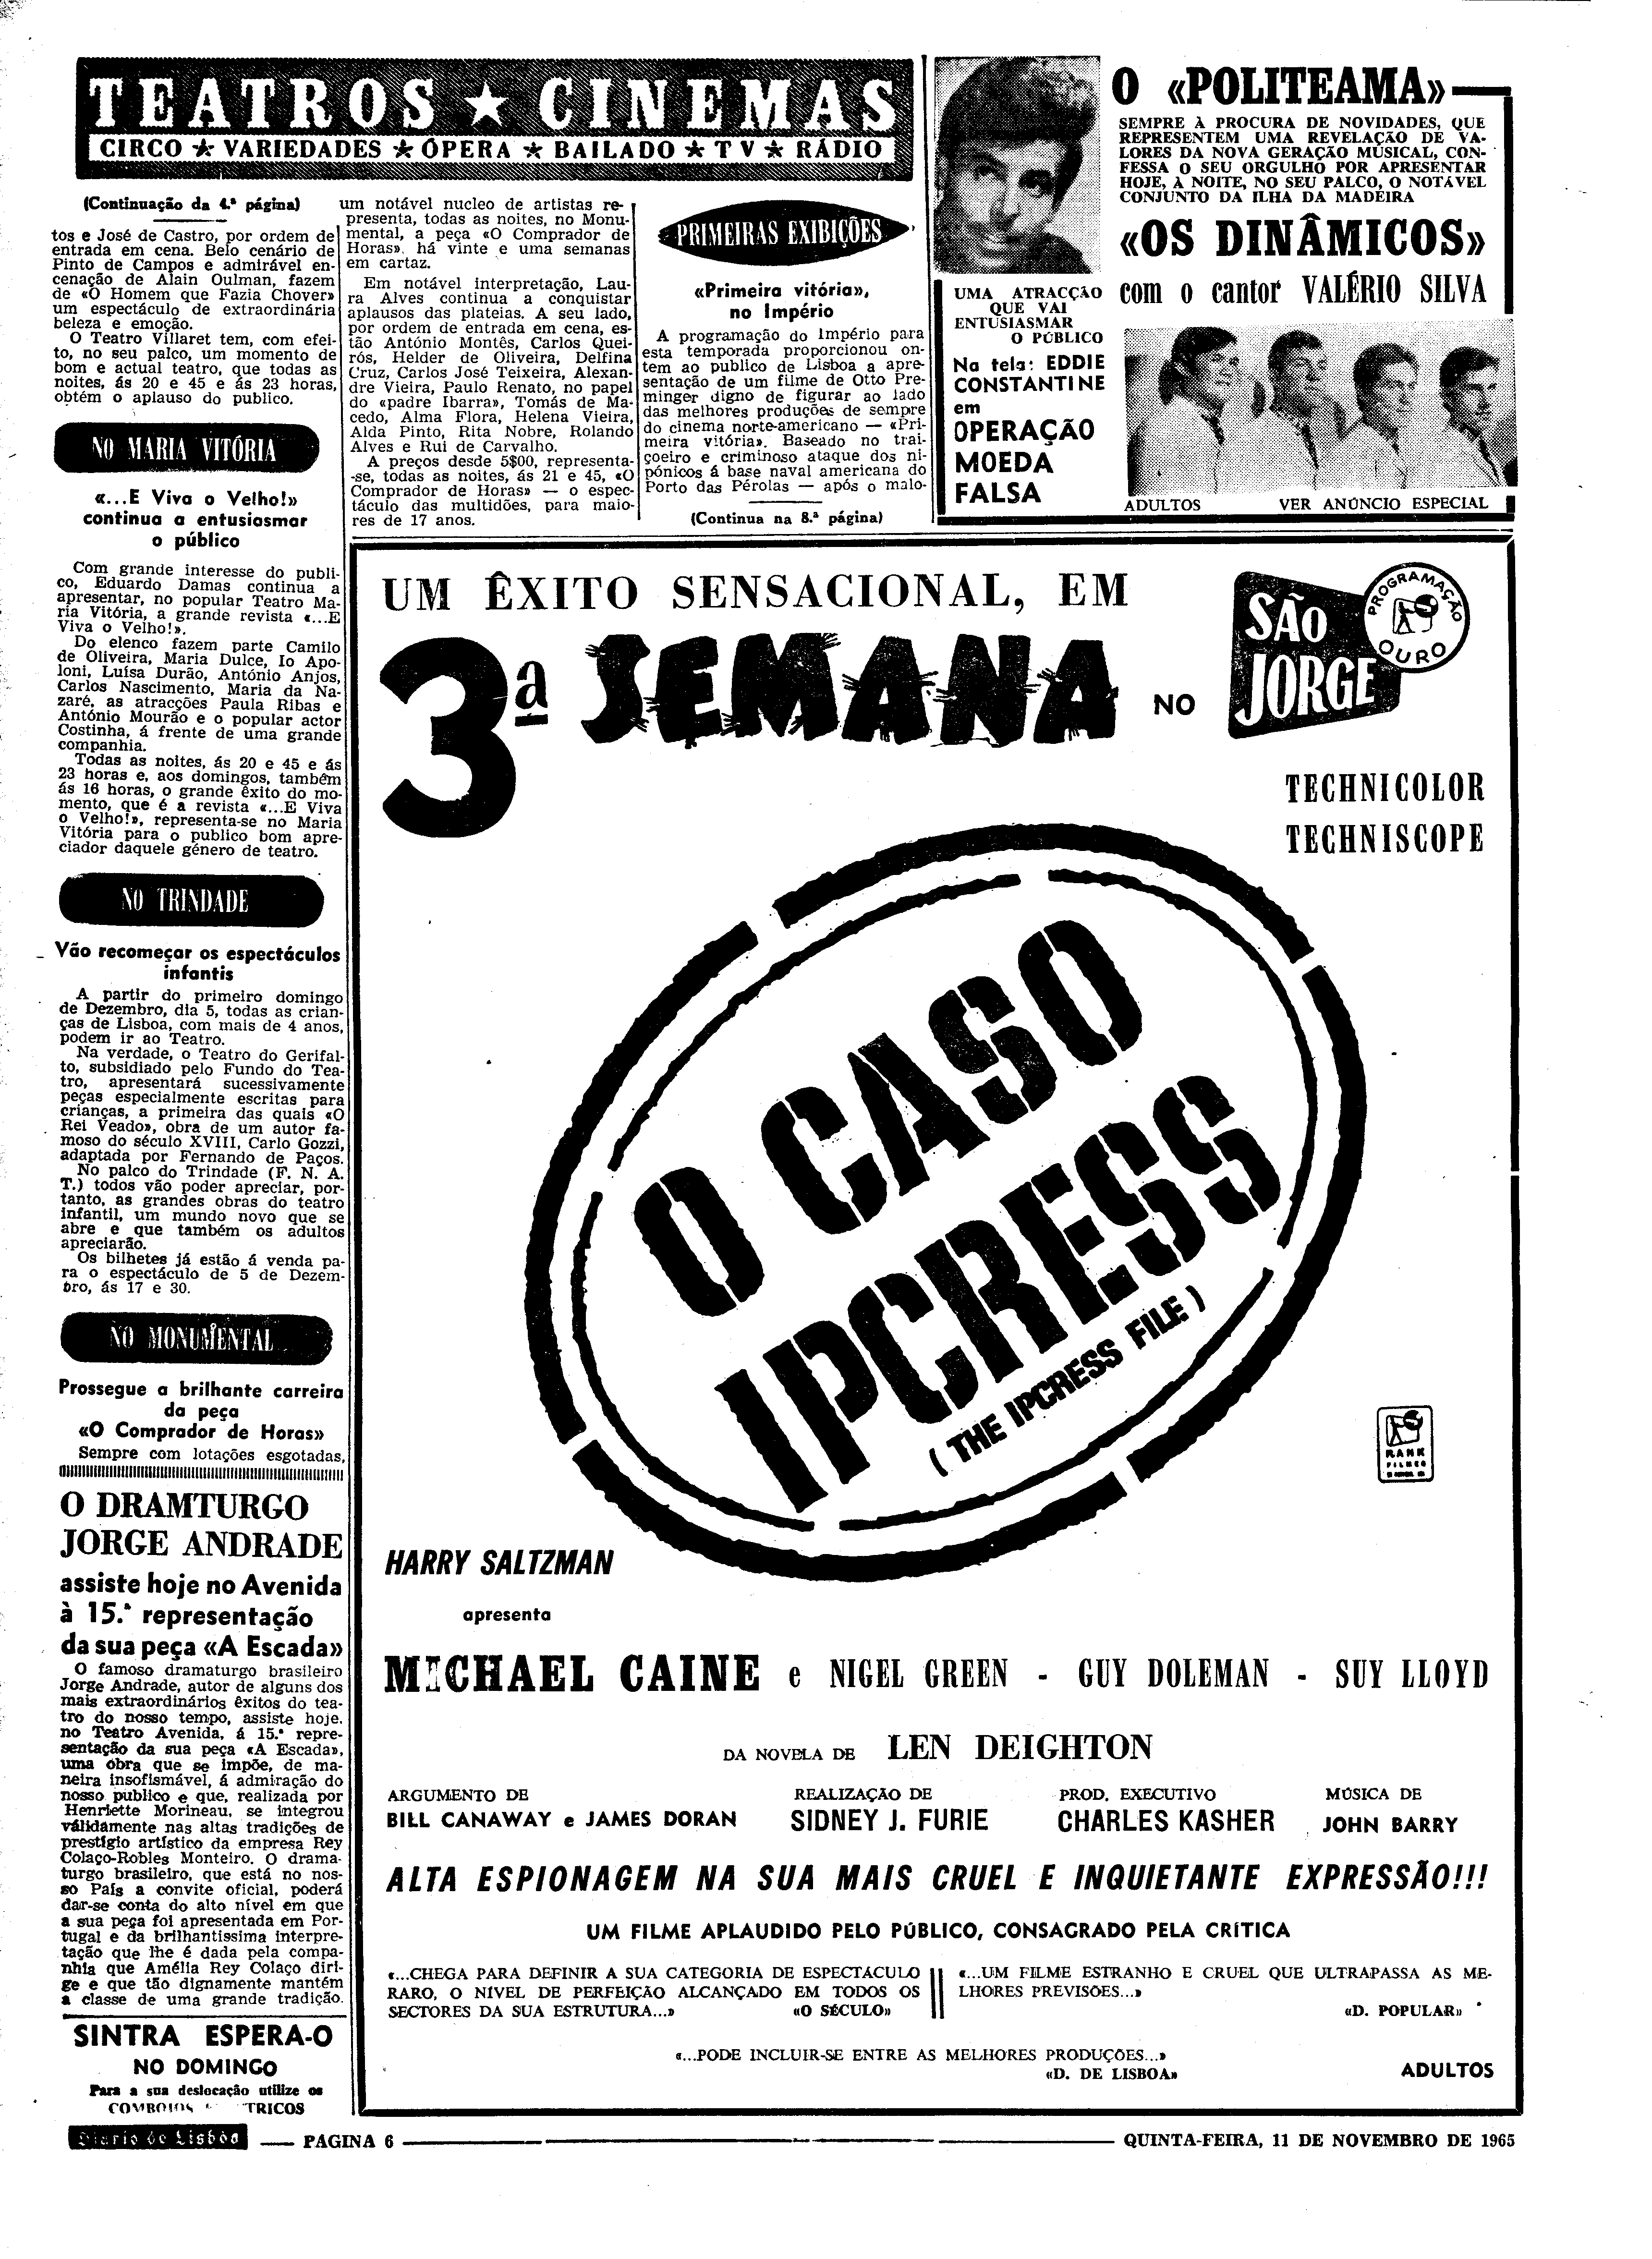 TEATROS ★ CINEMAS
CIRCO ★ VARIEDADES ★ ÓPERA ★ BAILADO ★ TV ★ RÁDIO
(Continuação da 4.ª página)
tos e José de Castro, por ordem de
entrada em cena. Belo cenário de
Pinto de Campos e admirável en-
cenação de Alain Oulman, fazem
de «O Homem que Fazia Chover»
um espectáculo de extraordinária
beleza e emoção.
O Teatro Villaret tem, com efei-
to, no seu palco, um momento de
bom e actual teatro, que todas as
noites, ás 20 e 45 e ás 23 horas,
obtém o aplauso do publico.
NO MARIA VITÓRIA
«...E Viva o Velho!»
continua a entusiasmar
o público
Com grande interesse do publi-
co, Eduardo Damas continua a
apresentar, no popular Teatro Ma-
ria Vitória, a grande revista «...E
Viva o Velho!».
Do elenco fazem parte Camilo
de Oliveira, Maria Dulce, Io Apo-
loni, Luísa Durão, António Anjos,
Carlos Nascimento, Maria da Na-
zaré, as atracções Paula Ribas e
António Mourão e o popular actor
Costinha, á frente de uma grande
companhia.
Todas as noites, ás 20 e 45 e ás
23 horas e, aos domingos, também
ás 16 horas, o grande êxito do mo-
mento, que é a revista «...E Viva
o Velho!», representa-se no Maria
Vitória para o publico bom apre-
ciador daquele género de teatro.
NO TRINDADE
Vão recomeçar os espectáculos
infantis
A partir do primeiro domingo
de Dezembro, dia 5, todas as crian-
ças de Lisboa, com mais de 4 anos,
podem ir ao Teatro.
Na verdade, o Teatro do Gerifal-
to, subsidiado pelo Fundo do Tea-
tro, apresentará sucessivamente
peças especialmente escritas para
crianças, a primeira das quais «O
Rei Veado», obra de um autor fa-
moso do século XVIII, Carlo Gozzi,
adaptada por Fernando de Paços.
No palco do Trindade (F. N. A.
T.) todos vão poder apreciar, por-
tanto, as grandes obras do teatro
infantil, um mundo novo que se
abre e que também os adultos
apreciarão.
Os bilhetes já estão á venda pa-
ra o espectáculo de 5 de Dezem-
bro, ás 17 e 30.
NO MONUMENTAL
Prossegue a brilhante carreira
da peça
«O Comprador de Horas»
Sempre com lotações esgotadas,
um notável nucleo de artistas re-
presenta, todas as noites, no Monu-
mental, a peça «O Comprador de
Horas», há vinte e uma semanas
em cartaz.
Em notável interpretação, Lau-
ra Alves continua a conquistar
aplausos das plateias. A seu lado,
por ordem de entrada em cena, es-
tão António Montês, Carlos Quei-
rós, Helder de Oliveira, Delfina
Cruz, Carlos José Teixeira, Alexan-
dre Vieira, Paulo Renato, no papel
do «padre Ibarra», Tomás de Ma-
cedo, Alma Flora, Helena Vieira,
Alda Pinto, Rita Nobre, Rolando
Alves e Rui de Carvalho.
A preços desde 5$00, representa-
-se, todas as noites, ás 21 e 45, «O
Comprador de Horas» — o espec-
táculo das multidões, para maio-
res de 17 anos.
O DRAMTURGO
JORGE ANDRADE
assiste hoje no Avenida
à 15.ª representação
da sua peça «A Escada»
O famoso dramaturgo brasileiro
Jorge Andrade, autor de alguns dos
mais extraordinários êxitos do tea-
tro do nosso tempo, assiste hoje,
no Teatro Avenida, á 15.ª repre-
sentação da sua peça «A Escada»,
uma obra que se impõe, de ma-
neira insofismável, á admiração do
nosso publico e que, realizada por
Henriette Morineau, se integrou
válidamente nas altas tradições de
prestígio artístico da empresa Rey
Colaço-Robles Monteiro. O drama-
turgo brasileiro, que está no nos-
so País a convite oficial, poderá
dar-se conta do alto nível em que
a sua peça foi apresentada em Por-
tugal e da brilhantissima interpre-
tação que lhe é dada pela compa-
nhia que Amélia Rey Colaço diri-
ge e que tão dignamente mantém
a classe de uma grande tradição.
SINTRA ESPERA-O
NO DOMINGO
Para a sua deslocação utilize os
COMBOIOS TRICOS
PRIMEIRAS EXIBIÇÕES
«Primeira vitória»,
no Império
A programação do Império para
esta temporada proporcionou on-
tem ao publico de Lisboa a apre-
sentação de um filme de Otto Pre-
minger digno de figurar ao lado
das melhores produções de sempre
do cinema norte-americano — «Pri-
meira vitória». Baseado no trai-
çoeiro e criminoso ataque dos ni-
pónicos á base naval americana do
Porto das Pérolas — após o malo-
(Continua na 8.ª página)
O «POLITEAMA»
SEMPRE À PROCURA DE NOVIDADES, QUE
REPRESENTEM UMA REVELAÇÃO DE VA-
LORES DA NOVA GERAÇÃO MUSICAL, CON-
FESSA O SEU ORGULHO POR APRESENTAR
HOJE, À NOITE, NO SEU PALCO, O NOTÁVEL
CONJUNTO DA ILHA DA MADEIRA
«OS DINÂMICOS»
com o cantor VALÉRIO SILVA
UMA ATRACÇÃO
QUE VAI
ENTUSIASMAR
O PÚBLICO
Na tela: EDDIE
CONSTANTINE
em
OPERAÇÃO
MOEDA
FALSA
ADULTOS VER ANÚNCIO ESPECIAL
UM ÊXITO SENSACIONAL, EM
3ª SEMANA NO
SÃO
JORGE
PROGRAMAÇÃO
OURO
TECHNICOLOR
TECHNISCOPE
O CASO
IPCRESS
(THE IPCRESS FILE)
RANK
FILMES
HARRY SALTZMAN
apresenta
MICHAEL CAINE e NIGEL GREEN - GUY DOLEMAN - SUY LLOYD
DA NOVELA DE LEN DEIGHTON
ARGUMENTO DE
BILL CANAWAY e JAMES DORAN
REALIZAÇÃO DE
SIDNEY J. FURIE
PROD. EXECUTIVO
CHARLES KASHER
MÚSICA DE
JOHN BARRY
ALTA ESPIONAGEM NA SUA MAIS CRUEL E INQUIETANTE EXPRESSÃO!!!
UM FILME APLAUDIDO PELO PÚBLICO, CONSAGRADO PELA CRÍTICA
«...CHEGA PARA DEFINIR A SUA CATEGORIA DE ESPECTÁCULO
RARO, O NÍVEL DE PERFEIÇÃO ALCANÇADO EM TODOS OS
SECTORES DA SUA ESTRUTURA...» «O SÉCULO»
«...UM FILME ESTRANHO E CRUEL QUE ULTRAPASSA AS ME-
LHORES PREVISÕES...»
«D. POPULAR»
«...PODE INCLUIR-SE ENTRE AS MELHORES PRODUÇÕES...»
«D. DE LISBOA»
ADULTOS
Diario de Lisboa — PÁGINA 6 — QUINTA-FEIRA, 11 DE NOVEMBRO DE 1965